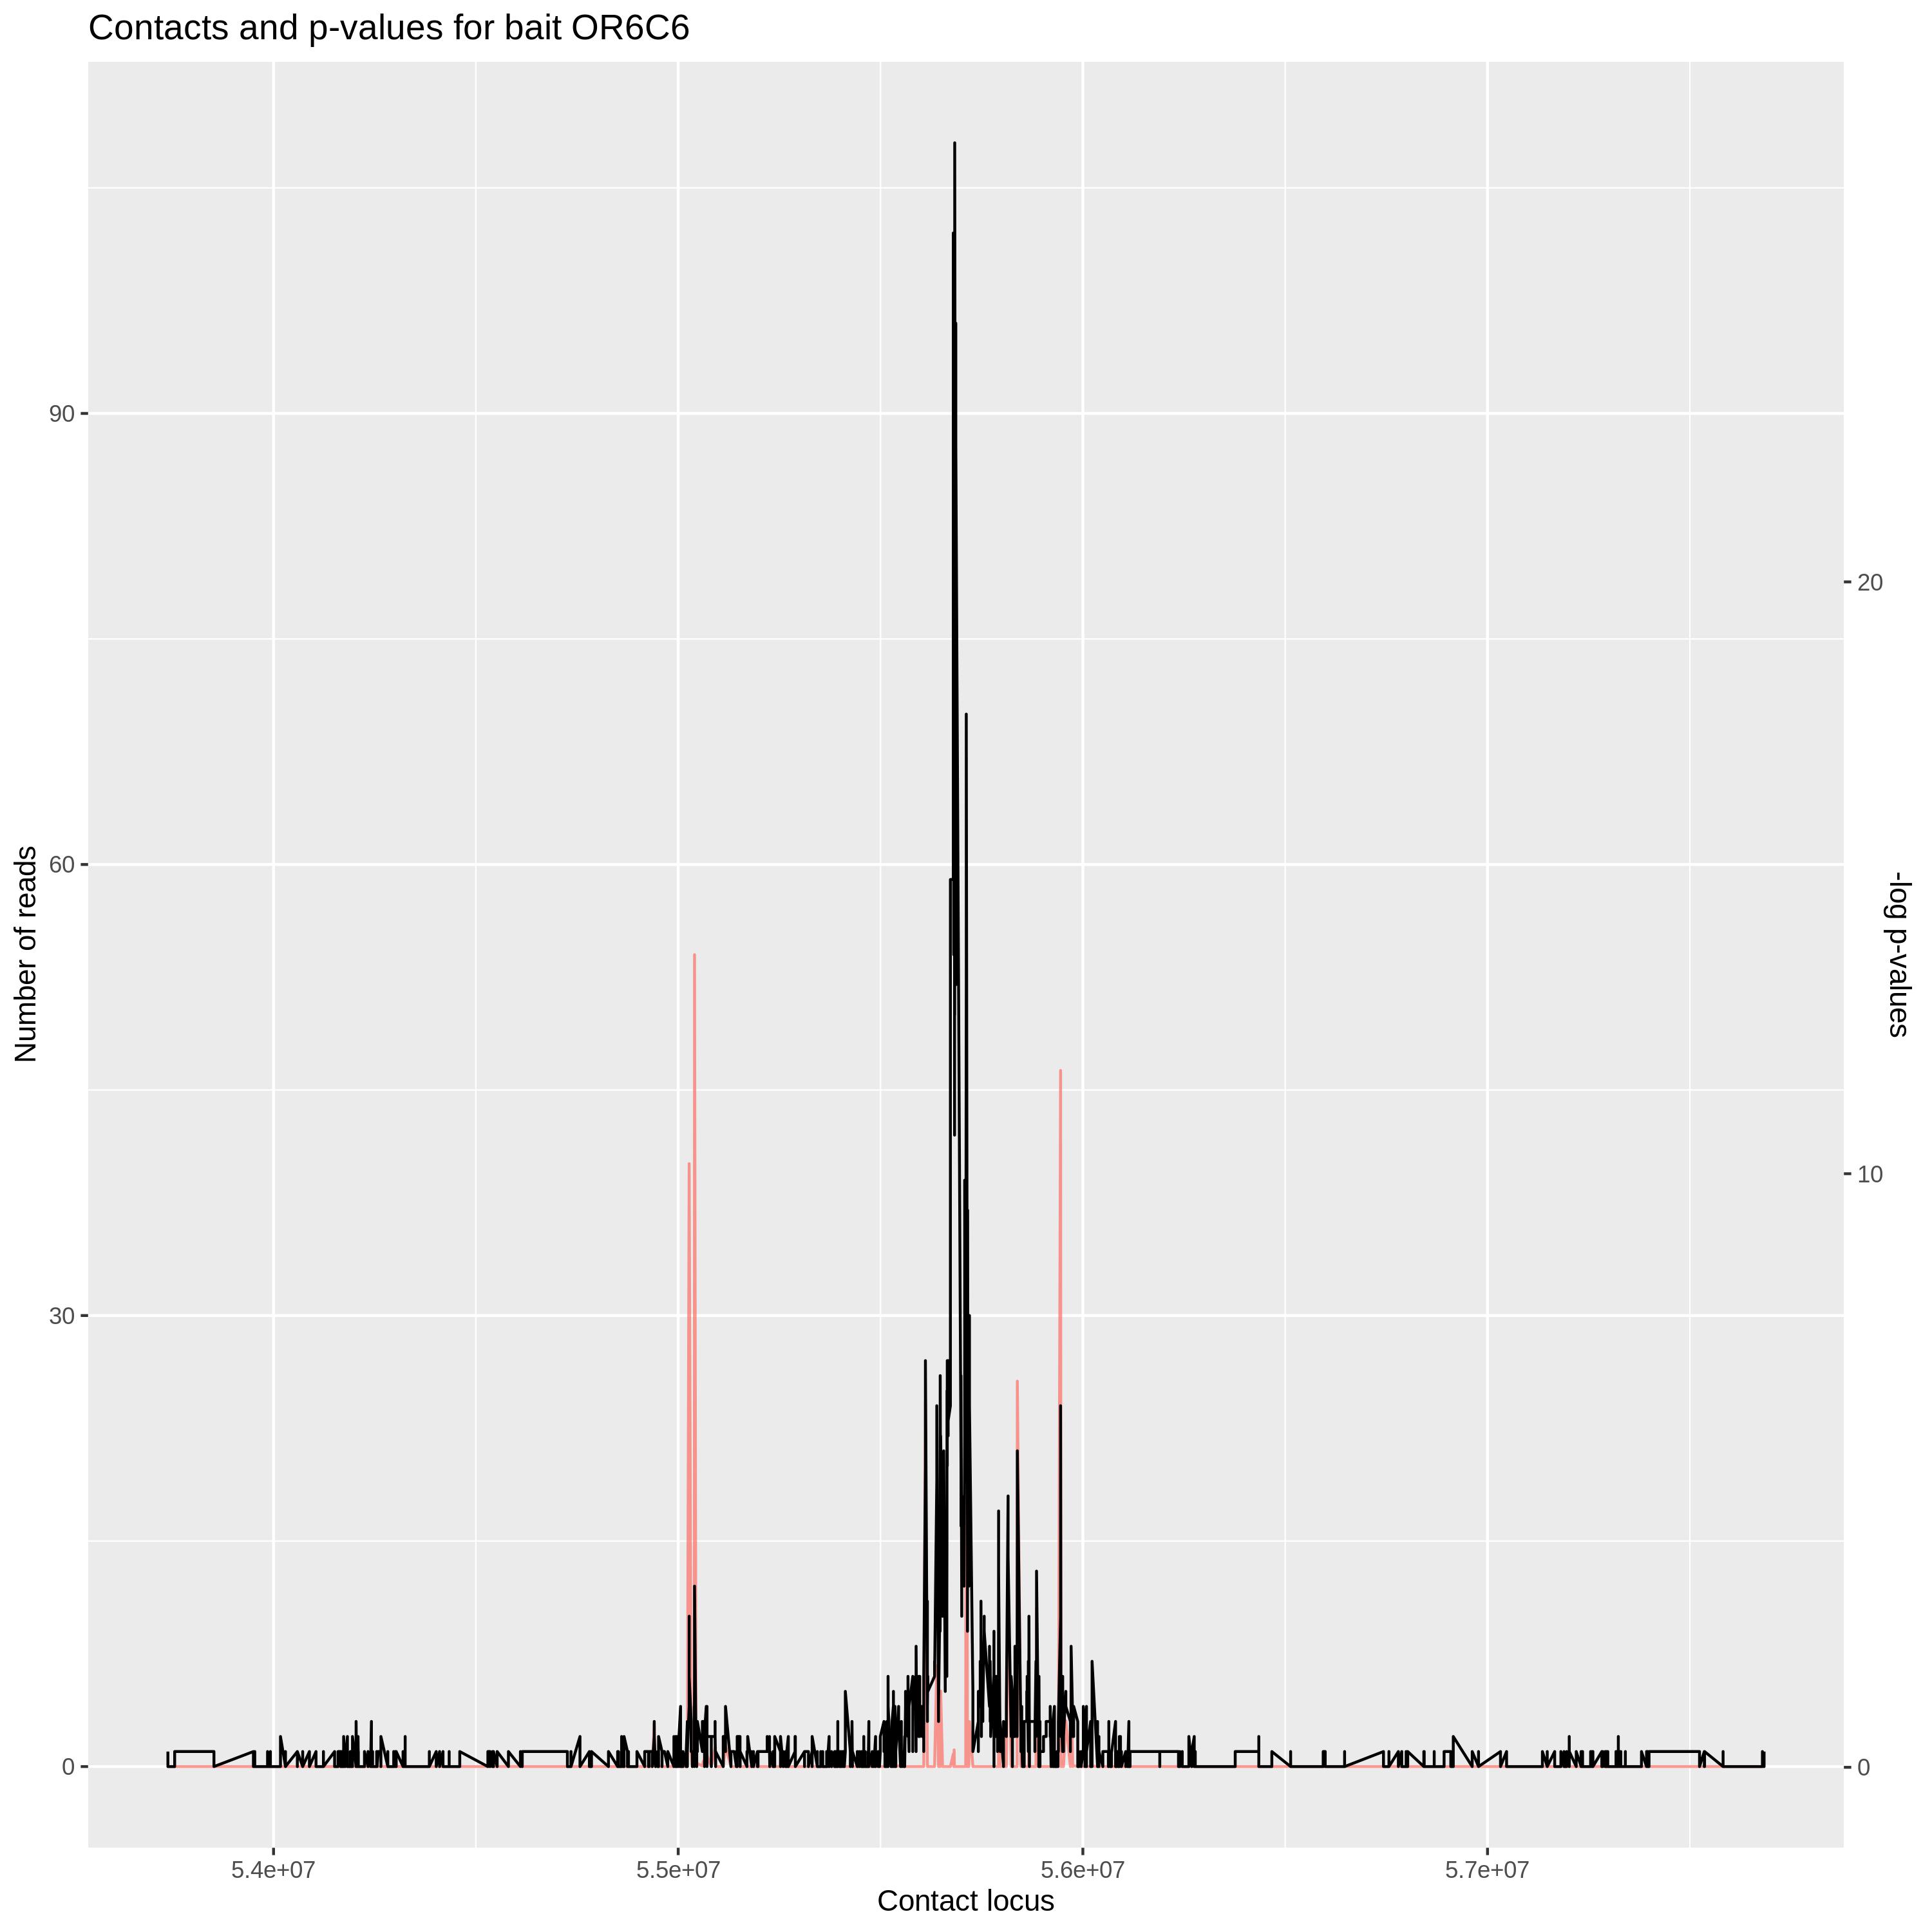 Contacts and p-values for bait OR6C6
90
60
30
0
20
10
0
Number of reads
-log p-values
5.4e+07
5.5e+07
5.6e+07
5.7e+07
Contact locus